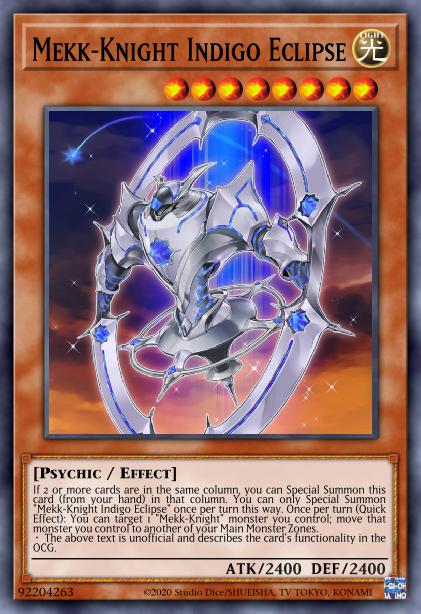 MEKK-KNIGHT INDIGO ECLIPSE
LIGHT
光
[PSYCHIC / EFFECT]
If 2 or more cards are in the same column, you can Special Summon this
card (from your hand) in that column. You can only Special Summon
"Mekk-Knight Indigo Eclipse" once per turn this way. Once per turn (Quick
Effect): You can target 1 "Mekk-Knight" monster you control; move that
monster you control to another of your Main Monster Zones.
・ The above text is unofficial and describes the card's functionality in the
OCG.
ATK/2400 DEF/2400
92204263
©2020 Studio Dice/SHUEISHA, TV TOKYO, KONAMI